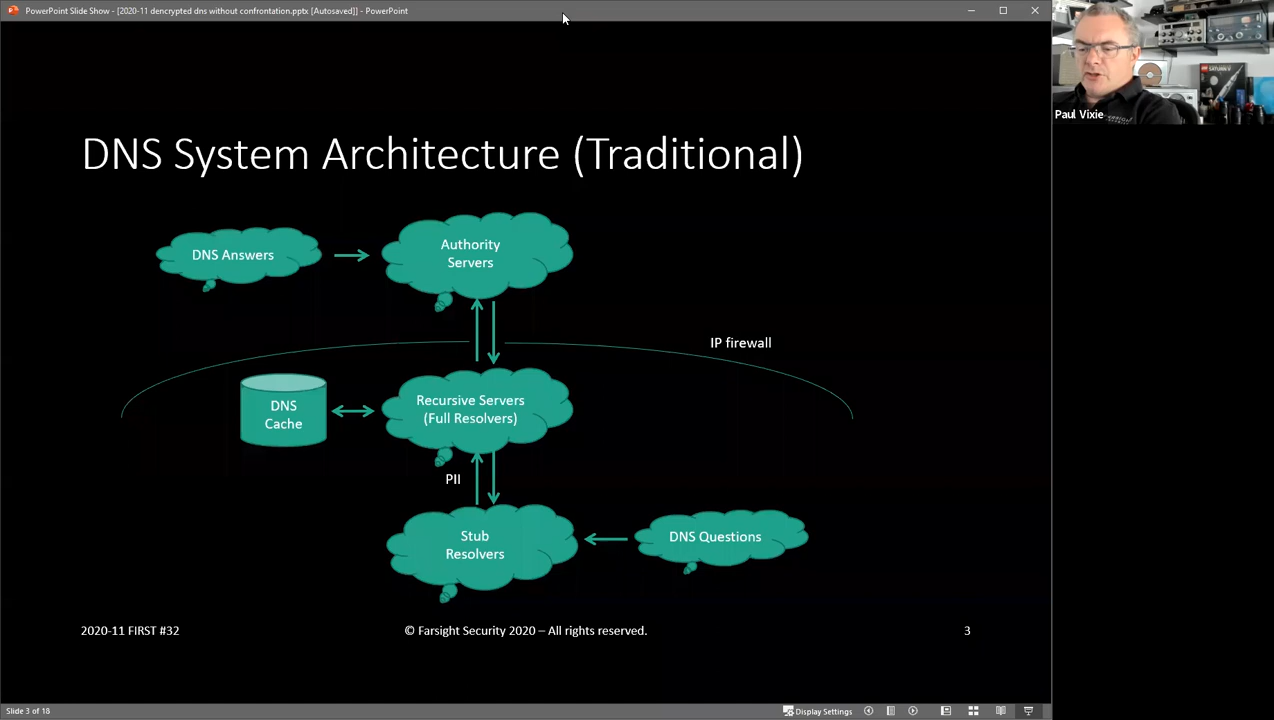 PowerPoint Slide Show - [2020-11 dencrypted dns without confrontation.pptx [Autosaved]] - PowerPoint
Paul Vixie
DNS System Architecture (Traditional)
DNS Answers
Authority
Servers
IP firewall
DNS
Cache
Recursive Servers
(Full Resolvers)
PII
Stub
Resolvers
DNS Questions
2020-11 FIRST #32
© Farsight Security 2020 – All rights reserved.
3
Slide 3 of 18
Display Settings